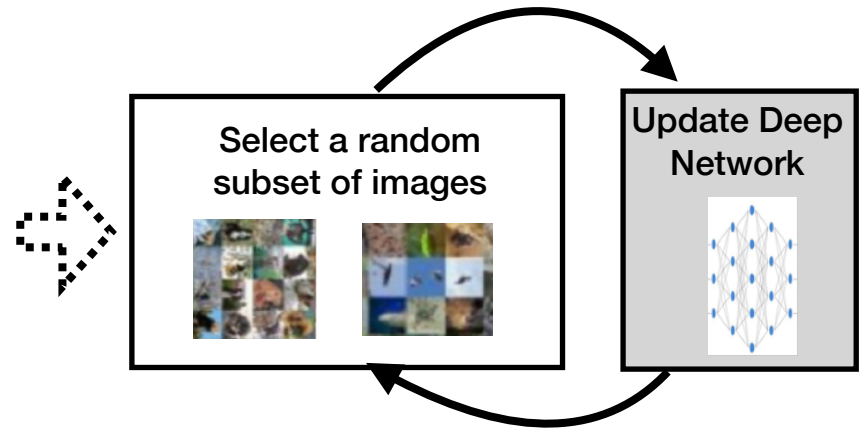 Select a random
subset of images
Update Deep
Network